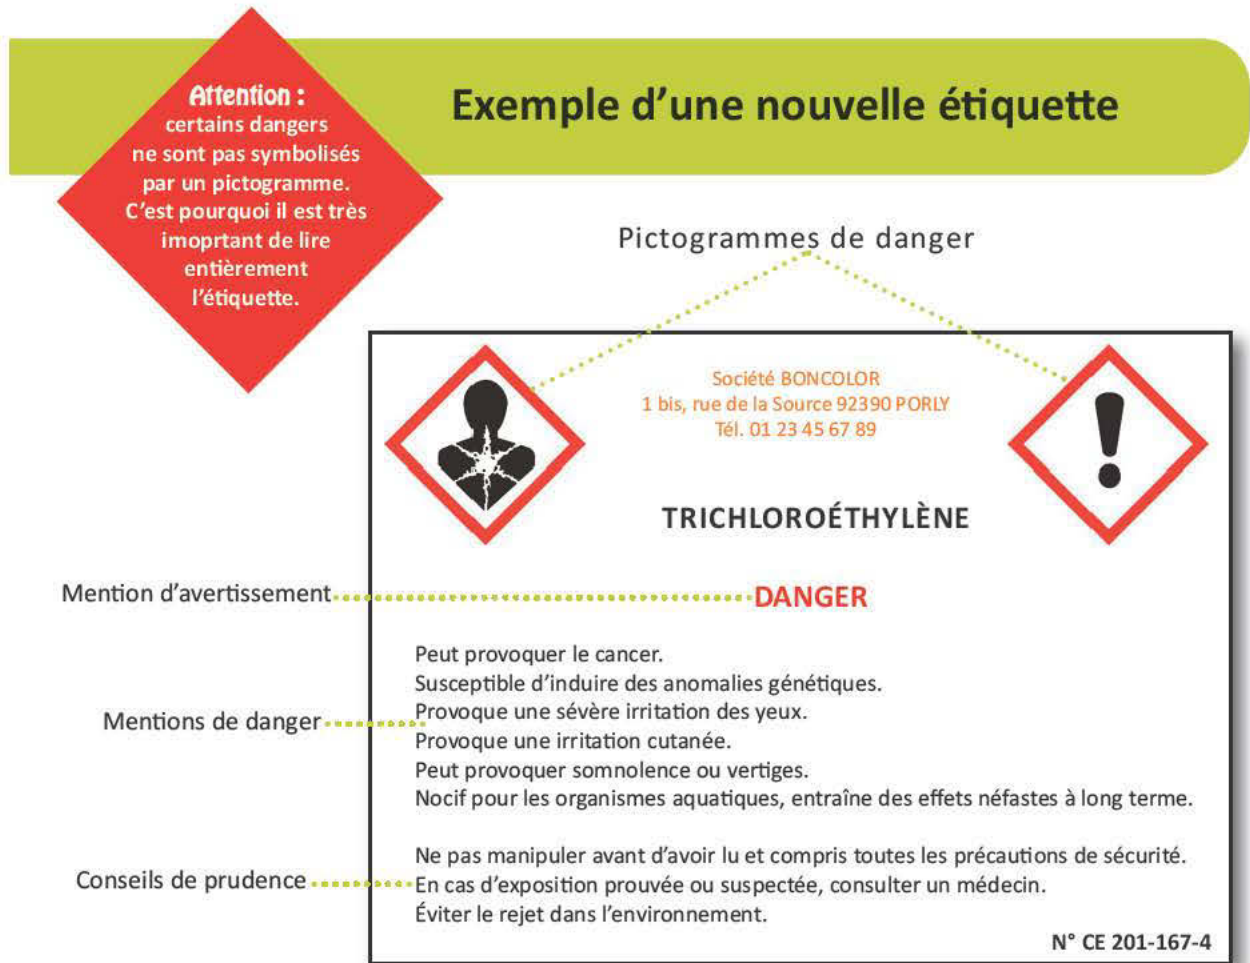 Attention :
certains dangers
ne sont pas symbolisés
par un pictogramme.
C'est pourquoi il est très
imoprtant de lire
entièrement
l'étiquette.
Exemple d'une nouvelle étiquette
Pictogrammes de danger
Société BONCOLOR
1 bis, rue de la Source 92390 PORLY
Tél. 01 23 45 67 89
TRICHLOROÉTHYLÈNE
Mention d'avertissement
DANGER
Mentions de danger
Peut provoquer le cancer.
Susceptible d'induire des anomalies génétiques.
Provoque une sévère irritation des yeux.
Provoque une irritation cutanée.
Peut provoquer somnolence ou vertiges.
Nocif pour les organismes aquatiques, entraîne des effets néfastes à long terme.
Conseils de prudence
Ne pas manipuler avant d'avoir lu et compris toutes les précautions de sécurité.
En cas d'exposition prouvée ou suspectée, consulter un médecin.
Éviter le rejet dans l'environnement.
N° CE 201-167-4